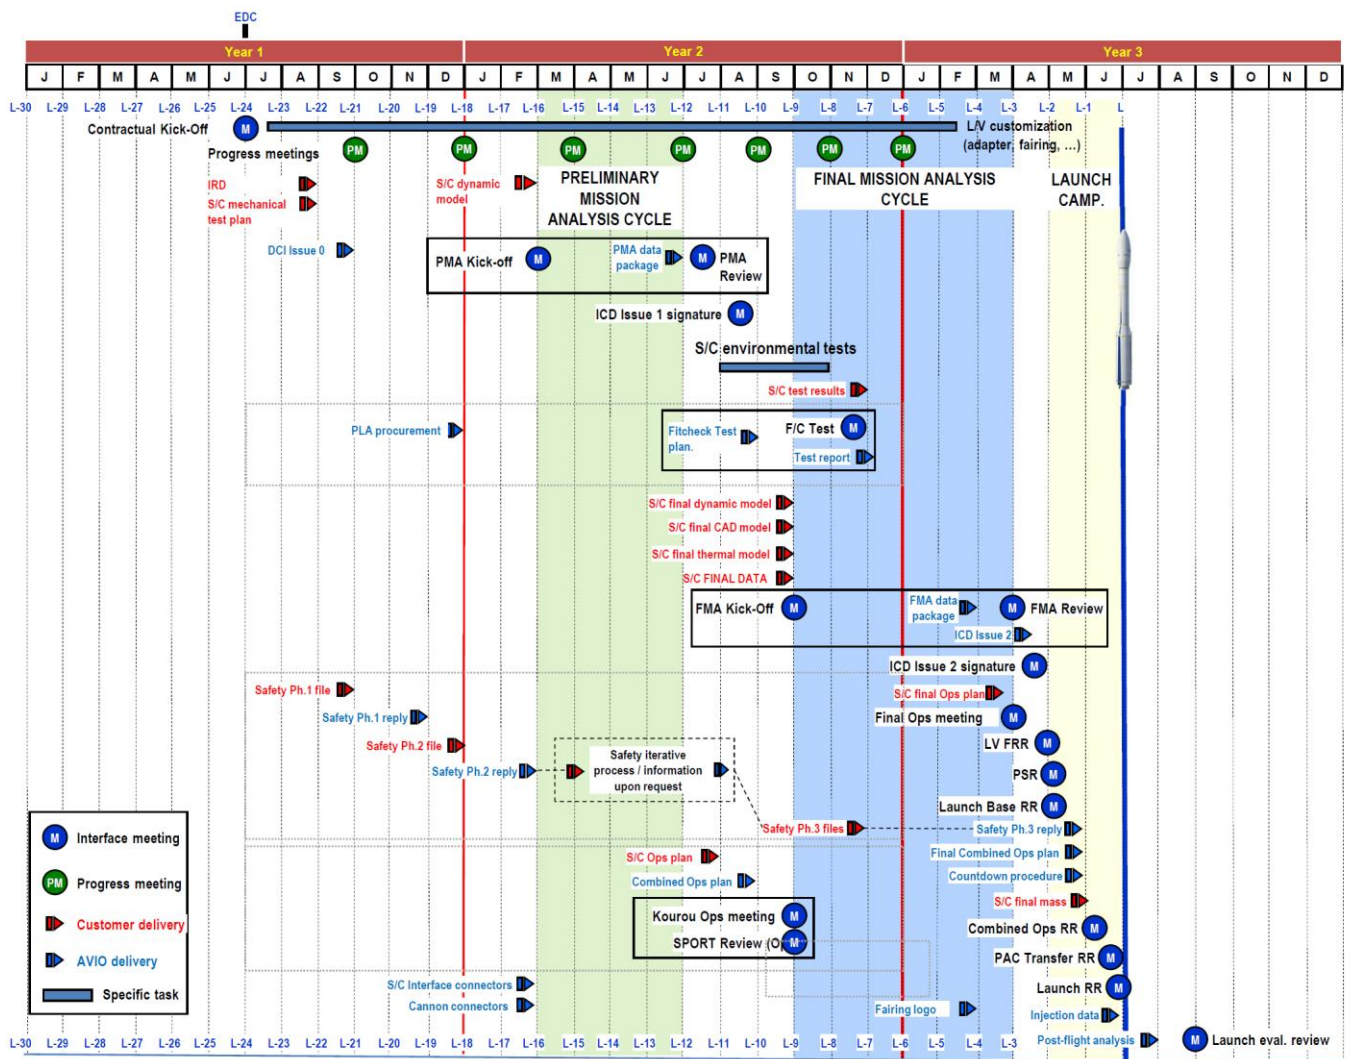 EDC
Year 1 Year 2 Year 3
J F M A M J J A S O N D J F M A M J J A S O N D J F M A M J J A S O N D
L-30 L-29 L-28 L-27 L-26 L-25 L-24 L-23 L-22 L-21 L-20 L-19 L-18 L-17 L-16 L-15 L-14 L-13 L-12 L-11 L-10 L-9 L-8 L-7 L-6 L-5 L-4 L-3 L-2 L-1 L
Contractual Kick-Off M
L/V customization
(adapter, fairing, ...)
Progress meetings
PM PM PM PM PM PM PM
IRD
S/C mechanical
test plan
S/C dynamic
model
PRELIMINARY
MISSION
ANALYSIS CYCLE
FINAL MISSION ANALYSIS
CYCLE
LAUNCH
CAMP.
DCI Issue 0
PMA Kick-off M
PMA data
package
M PMA
Review
ICD Issue 1 signature M
S/C environmental tests
S/C test results
PLA procurement
Fitcheck Test
plan.
F/C Test M
Test report
S/C final dynamic model
S/C final CAD model
S/C final thermal model
S/C FINAL DATA
FMA Kick-Off M
FMA data
package
M FMA Review
ICD Issue 2
ICD Issue 2 signature M
Safety Ph.1 file
S/C final Ops plan
Safety Ph.1 reply
Final Ops meeting M
Safety Ph.2 file
LV FRR M
Safety Ph.2 reply
Safety iterative
process / information
upon request
PSR M
Launch Base RR M
Safety Ph.3 files
Safety Ph.3 reply
S/C Ops plan
Final Combined Ops plan
Combined Ops plan
Countdown procedure
S/C final mass
Kourou Ops meeting M
Combined Ops RR M
SPORT Review (Op M
PAC Transfer RR M
S/C Interface connectors
Launch RR M
Cannon connectors
Fairing logo
Injection data
Post-flight analysis
M Launch eval. review
M Interface meeting
PM Progress meeting
Customer delivery
AVIO delivery
Specific task
L-30 L-29 L-28 L-27 L-26 L-25 L-24 L-23 L-22 L-21 L-20 L-19 L-18 L-17 L-16 L-15 L-14 L-13 L-12 L-11 L-10 L-9 L-8 L-7 L-6 L-5 L-4 L-3 L-2 L-1 L